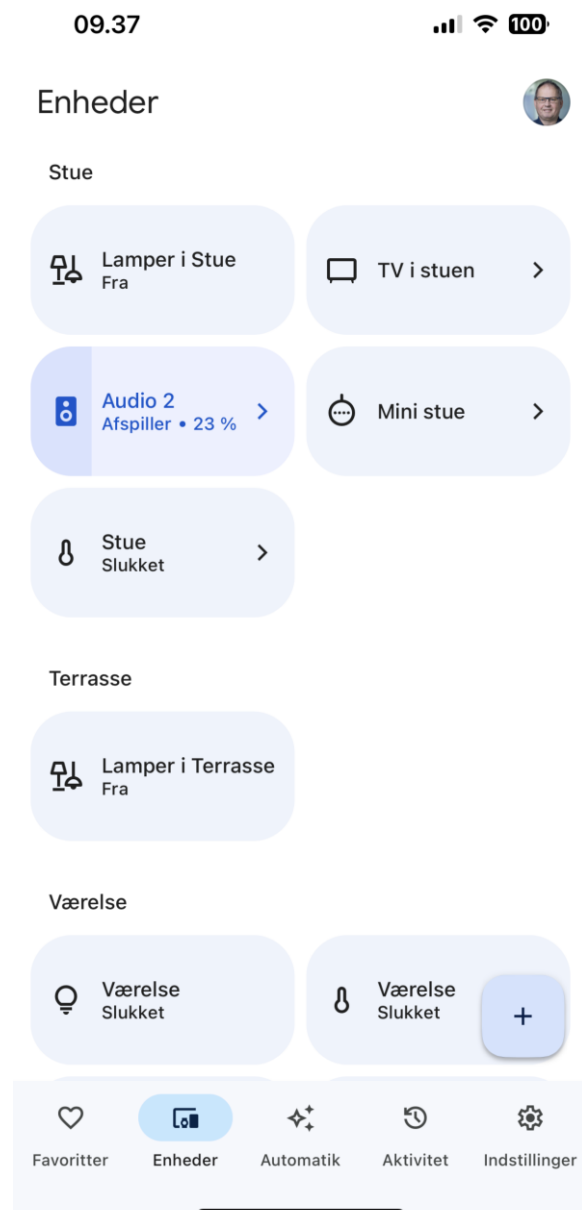 09.37
100
Enheder
Stue
Lamper i Stue
Fra
TV i stuen
Audio 2
Afspiller • 23 %
Mini stue
Stue
Slukket
Terrasse
Lamper i Terrasse
Fra
Værelse
Værelse
Slukket
Værelse
Slukket
+
Favoritter
Enheder
Automatik
Aktivitet
Indstillinger